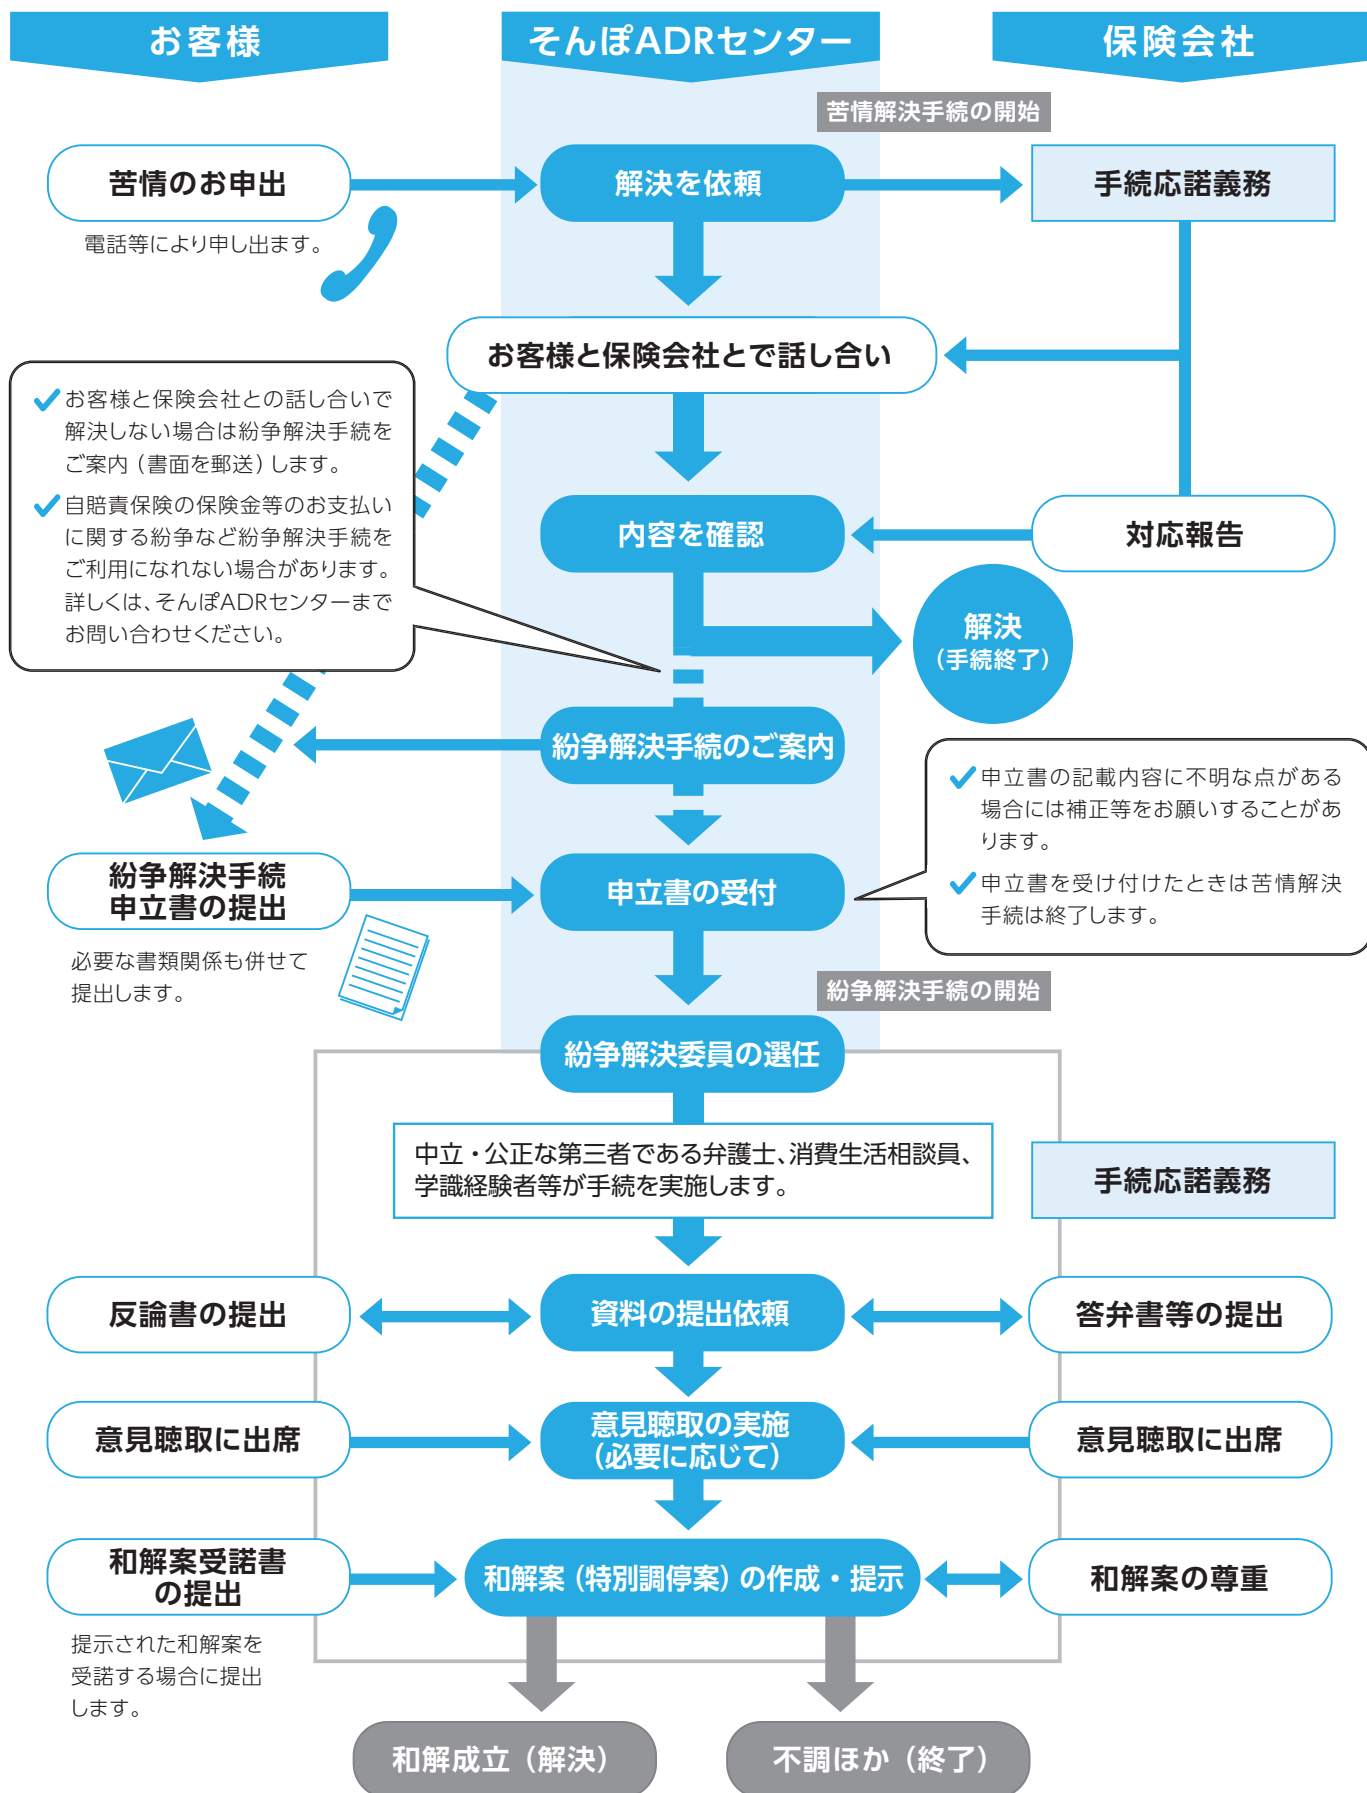 お客様
そんぽADRセンター
保険会社
苦情解決手続の開始
苦情のお申出
解決を依頼
手続応諾義務
電話等により申し出ます。
お客様と保険会社とで話し合い
お客様と保険会社との話し合いで
解決しない場合は紛争解決手続を
ご案内（書面を郵送）します。
自賠責保険の保険金等のお支払い
に関する紛争など紛争解決手続を
ご利用になれない場合があります。
詳しくは、そんぽADRセンターまで
お問い合わせください。
内容を確認
対応報告
解決
（手続終了）
紛争解決手続のご案内
申立書の記載内容に不明な点がある
場合には補正等をお願いすることがあ
ります。
申立書を受け付けたときは苦情解決
手続は終了します。
紛争解決手続
申立書の提出
申立書の受付
必要な書類関係も併せて
提出します。
紛争解決手続の開始
紛争解決委員の選任
中立・公正な第三者である弁護士、消費生活相談員、
学識経験者等が手続を実施します。
手続応諾義務
反論書の提出
資料の提出依頼
答弁書等の提出
意見聴取に出席
意見聴取の実施
（必要に応じて）
意見聴取に出席
和解案受諾書
の提出
和解案（特別調停案）の作成・提示
和解案の尊重
提示された和解案を
受諾する場合に提出
します。
和解成立（解決）
不調ほか（終了）